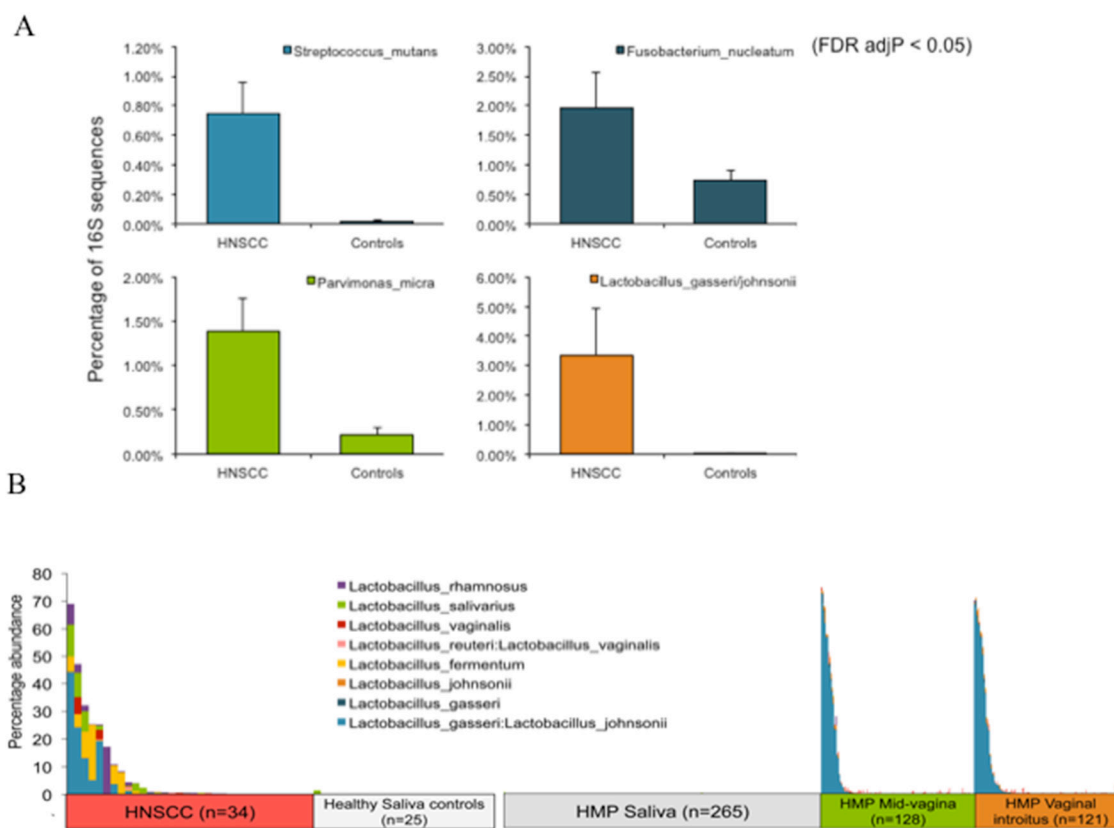 A
Percentage of 16S sequences
1.20%
1.00%
0.80%
0.60%
0.40%
0.20%
0.00%
Streptococcus_mutans
HNSCC Controls
3.00%
2.50%
2.00%
1.50%
1.00%
0.50%
0.00%
Fusobacterium_nucleatum
HNSCC Controls
(FDR adjP < 0.05)
2.00%
1.50%
1.00%
0.50%
0.00%
Parvimonas_micra
HNSCC Controls
6.00%
5.00%
4.00%
3.00%
2.00%
1.00%
0.00%
Lactobacillus_gasseri/johnsonii
HNSCC Controls
B
Percentage abundance
80
70
60
50
40
30
20
10
0
Lactobacillus_rhamnosus
Lactobacillus_salivarius
Lactobacillus_vaginalis
Lactobacillus_reuteri:Lactobacillus_vaginalis
Lactobacillus_fermentum
Lactobacillus_johnsonii
Lactobacillus_gasseri
Lactobacillus_gasseri:Lactobacillus_johnsonii
HNSCC (n=34)
Healthy Saliva controls
(n=25)
HMP Saliva (n=265)
HMP Mid-vagina
(n=128)
HMP Vaginal
introitus (n=121)